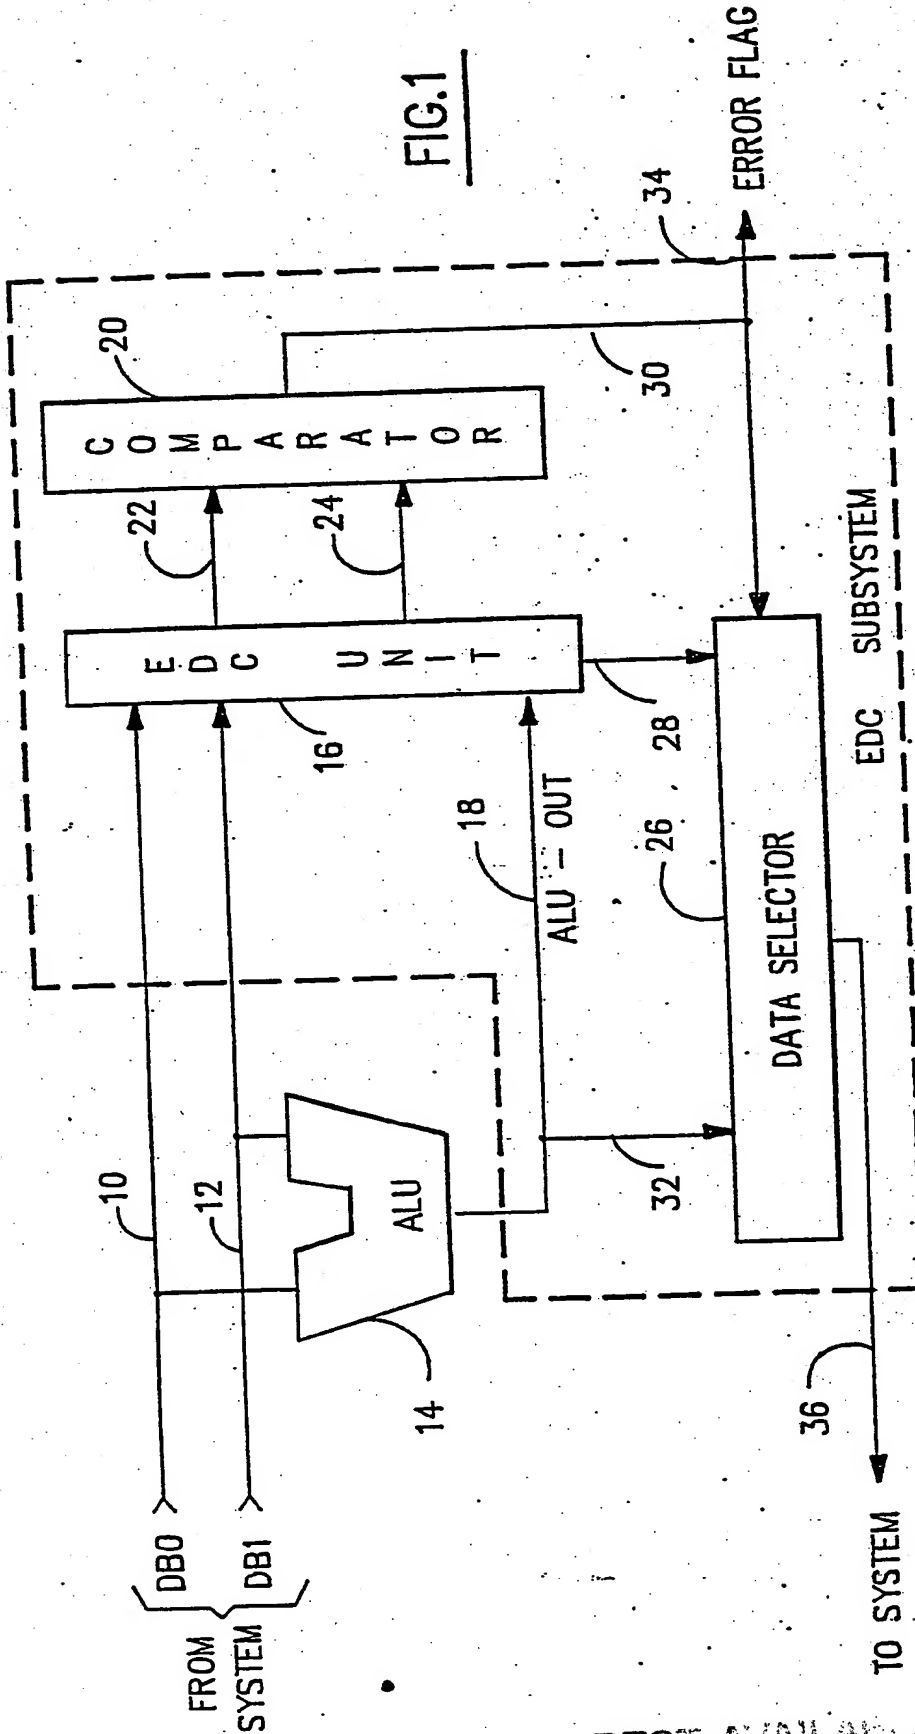 FIG.1
FROM
SYSTEM
DB0
DB1
10
12
14
ALU
16
EDC UNIT
18
ALU - OUT
20
COMPARATOR
22
24
26
DATA SELECTOR
28
30
32
34
ERROR FLAG
36
TO SYSTEM
EDC SUBSYSTEM